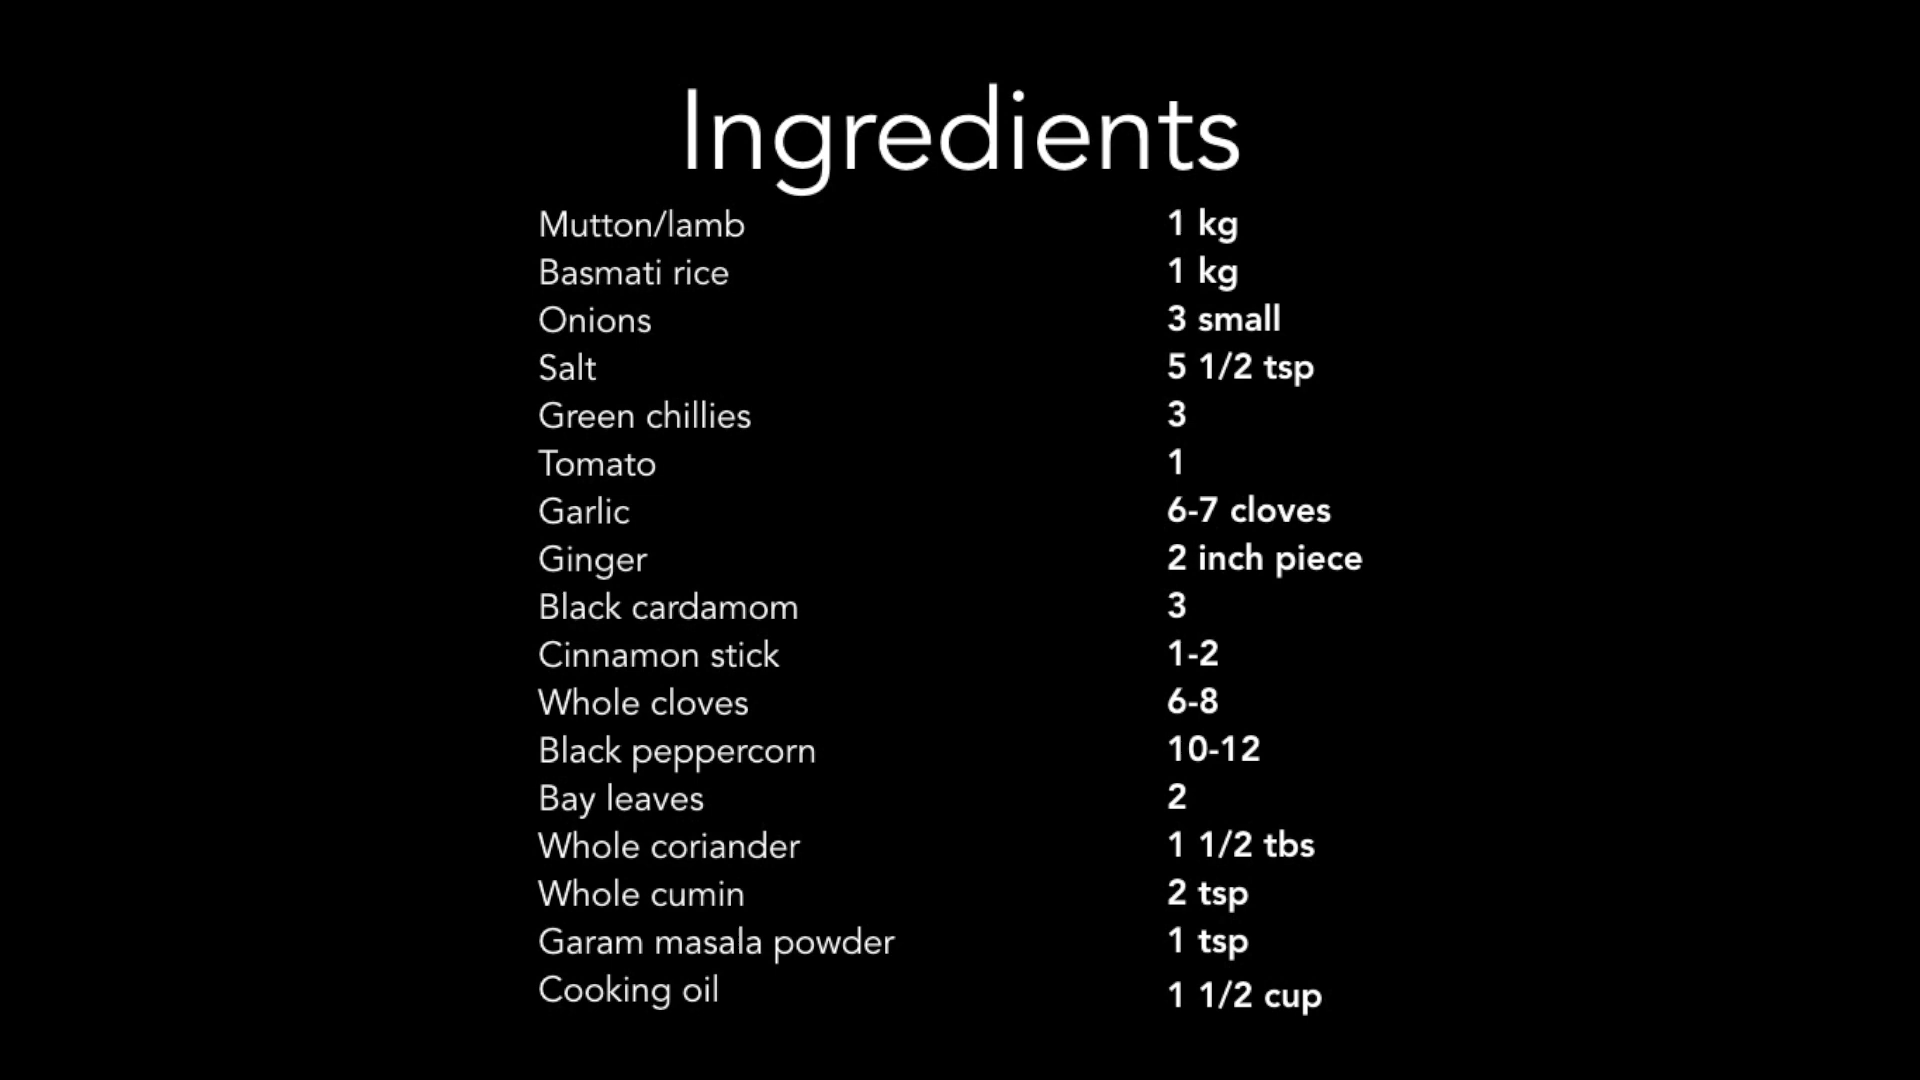 Ingredients
Mutton/lamb 1 kg
Basmati rice 1 kg
Onions 3 small
Salt 5 1/2 tsp
Green chillies 3
Tomato 1
Garlic 6-7 cloves
Ginger 2 inch piece
Black cardamom 3
Cinnamon stick 1-2
Whole cloves 6-8
Black peppercorn 10-12
Bay leaves 2
Whole coriander 1 1/2 tbs
Whole cumin 2 tsp
Garam masala powder 1 tsp
Cooking oil 1 1/2 cup